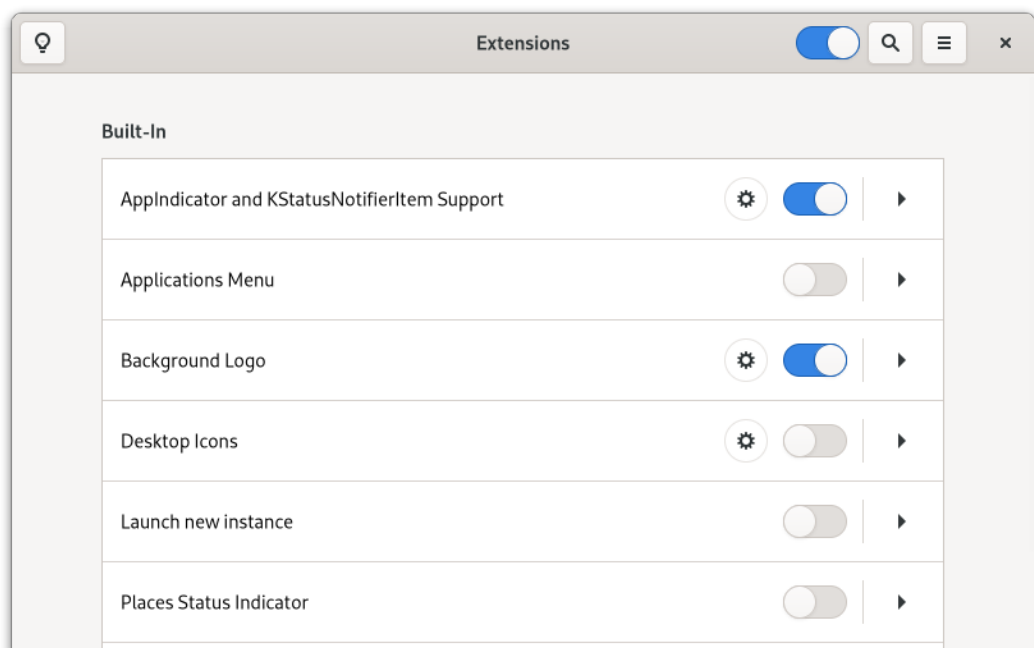 Extensions
Built-In
AppIndicator and KStatusNotifierItem Support
Applications Menu
Background Logo
Desktop Icons
Launch new instance
Places Status Indicator